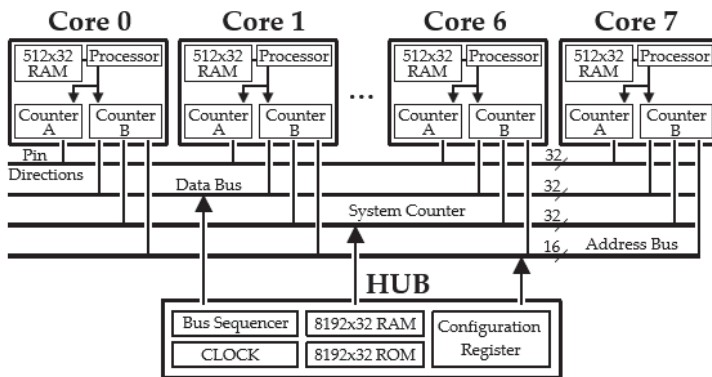 Core 0 Core 1 Core 6 Core 7
512x32 RAM Processor 512x32 RAM Processor 512x32 RAM Processor 512x32 RAM Processor
...
Counter A Counter B Counter A Counter B Counter A Counter B Counter A Counter B
Pin 32
Directions
Data Bus 32
System Counter 32
16 Address Bus
HUB
Bus Sequencer 8192x32 RAM Configuration Register
CLOCK 8192x32 ROM